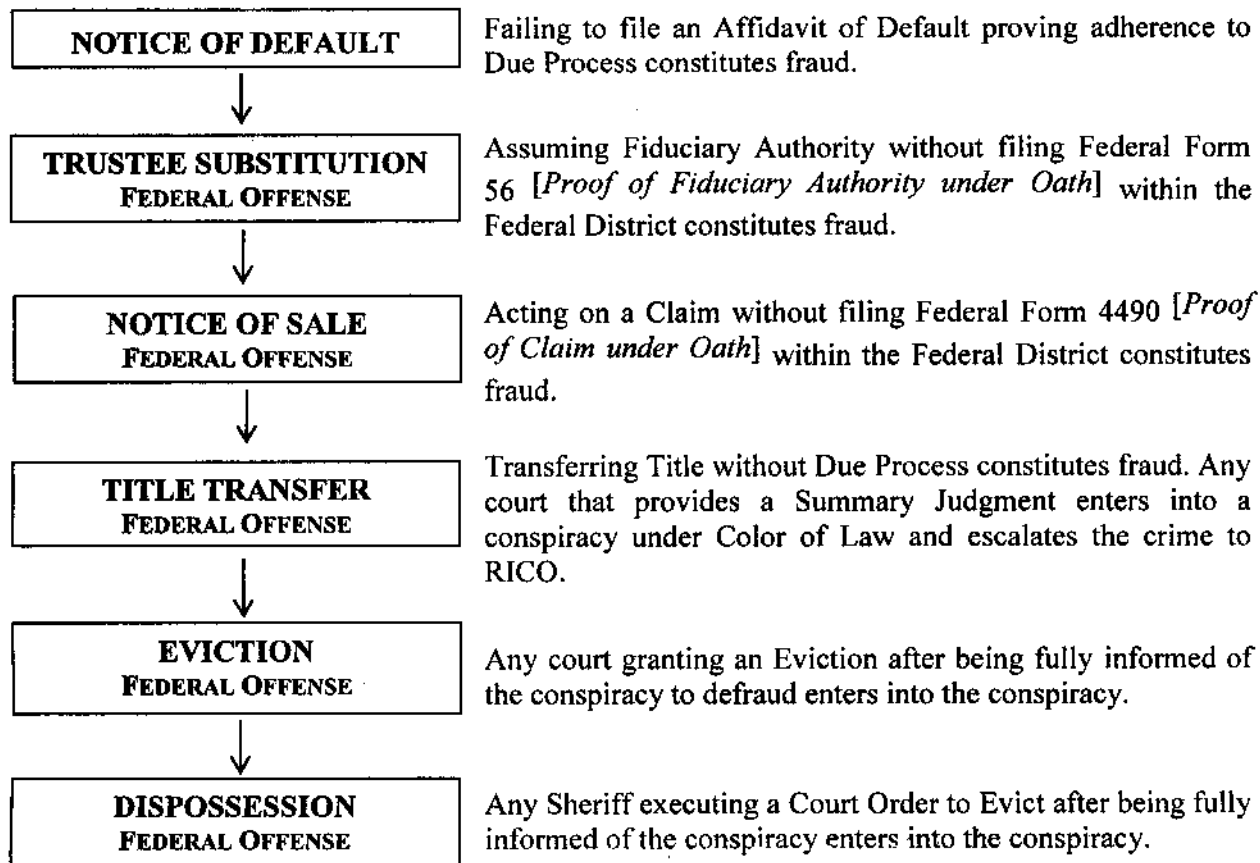 NOTICE OF DEFAULT
Failing to file an Affidavit of Default proving adherence to
Due Process constitutes fraud.
TRUSTEE SUBSTITUTION
FEDERAL OFFENSE
Assuming Fiduciary Authority without filing Federal Form
56 [Proof of Fiduciary Authority under Oath] within the
Federal District constitutes fraud.
NOTICE OF SALE
FEDERAL OFFENSE
Acting on a Claim without filing Federal Form 4490 [Proof
of Claim under Oath] within the Federal District constitutes
fraud.
TITLE TRANSFER
FEDERAL OFFENSE
Transferring Title without Due Process constitutes fraud. Any
court that provides a Summary Judgment enters into a
conspiracy under Color of Law and escalates the crime to
RICO.
EVICTION
FEDERAL OFFENSE
Any court granting an Eviction after being fully informed of
the conspiracy to defraud enters into the conspiracy.
DISPOSSESSION
FEDERAL OFFENSE
Any Sheriff executing a Court Order to Evict after being fully
informed of the conspiracy enters into the conspiracy.